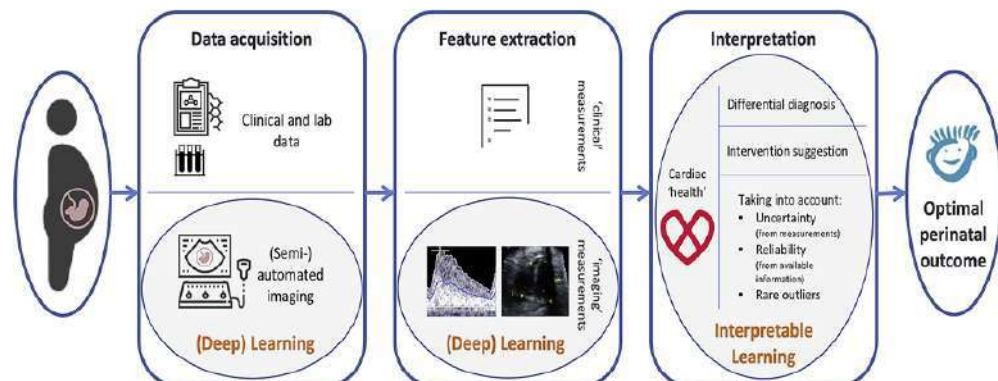 Data acquisition
Clinical and lab
data
(Semi-)
automated
imaging
(Deep) Learning
Feature extraction
'clinical'
measurements
'imaging'
measurements
(Deep) Learning
Interpretation
Cardiac
'health'
Differential diagnosis
Intervention suggestion
Taking into account:
• Uncertainty
(from measurements)
• Reliability
(from available
information)
• Rare outliers
Interpretable
Learning
Optimal
perinatal
outcome